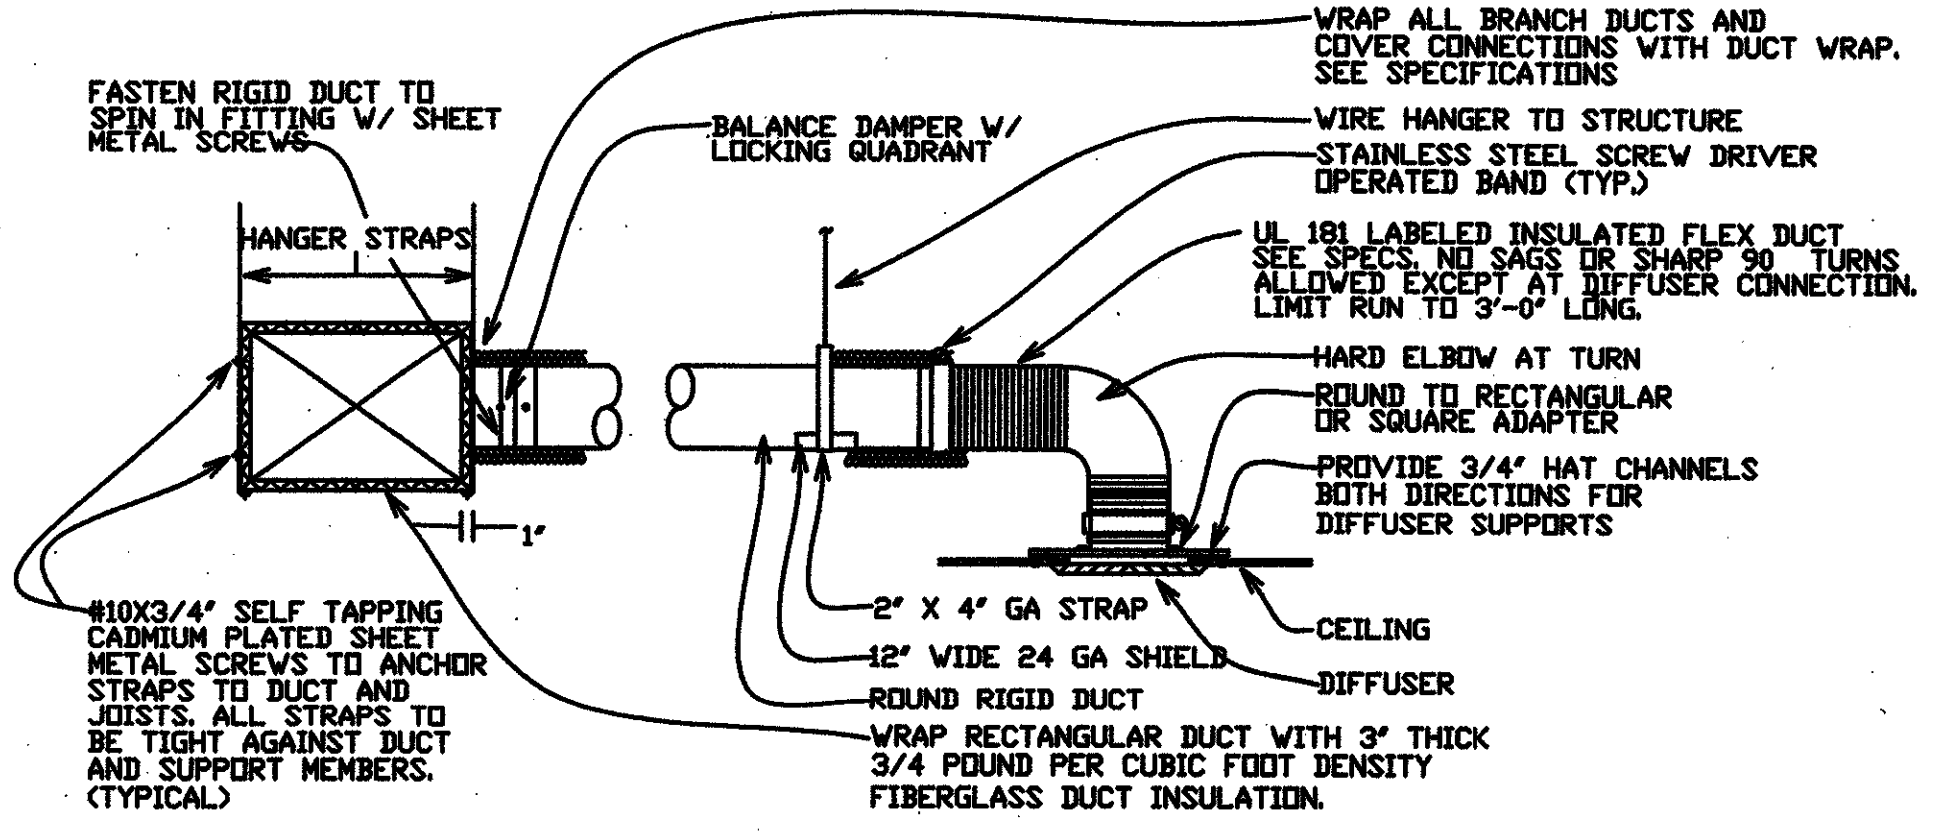 WRAP ALL BRANCH DUCTS AND
COVER CONNECTIONS WITH DUCT WRAP.
SEE SPECIFICATIONS
FASTEN RIGID DUCT TO
SPIN IN FITTING W/ SHEET
METAL SCREWS
BALANCE DAMPER W/
LOCKING QUADRANT
WIRE HANGER TO STRUCTURE
STAINLESS STEEL SCREW DRIVER
OPERATED BAND (TYP.)
HANGER STRAPS
UL 181 LABELED INSULATED FLEX DUCT
SEE SPECS. NO SAGS OR SHARP 90 TURNS
ALLOWED EXCEPT AT DIFFUSER CONNECTION.
LIMIT RUN TO 3'-0" LONG.
HARD ELBOW AT TURN
ROUND TO RECTANGULAR
OR SQUARE ADAPTER
PROVIDE 3/4" HAT CHANNELS
BOTH DIRECTIONS FOR
DIFFUSER SUPPORTS
1"
#10X3/4" SELF TAPPING
CADMIUM PLATED SHEET
METAL SCREWS TO ANCHOR
STRAPS TO DUCT AND
JOISTS. ALL STRAPS TO
BE TIGHT AGAINST DUCT
AND SUPPORT MEMBERS.
(TYPICAL)
2" X 4" GA STRAP
12" WIDE 24 GA SHIELD
ROUND RIGID DUCT
CEILING
DIFFUSER
WRAP RECTANGULAR DUCT WITH 3" THICK
3/4 POUND PER CUBIC FOOT DENSITY
FIBERGLASS DUCT INSULATION.